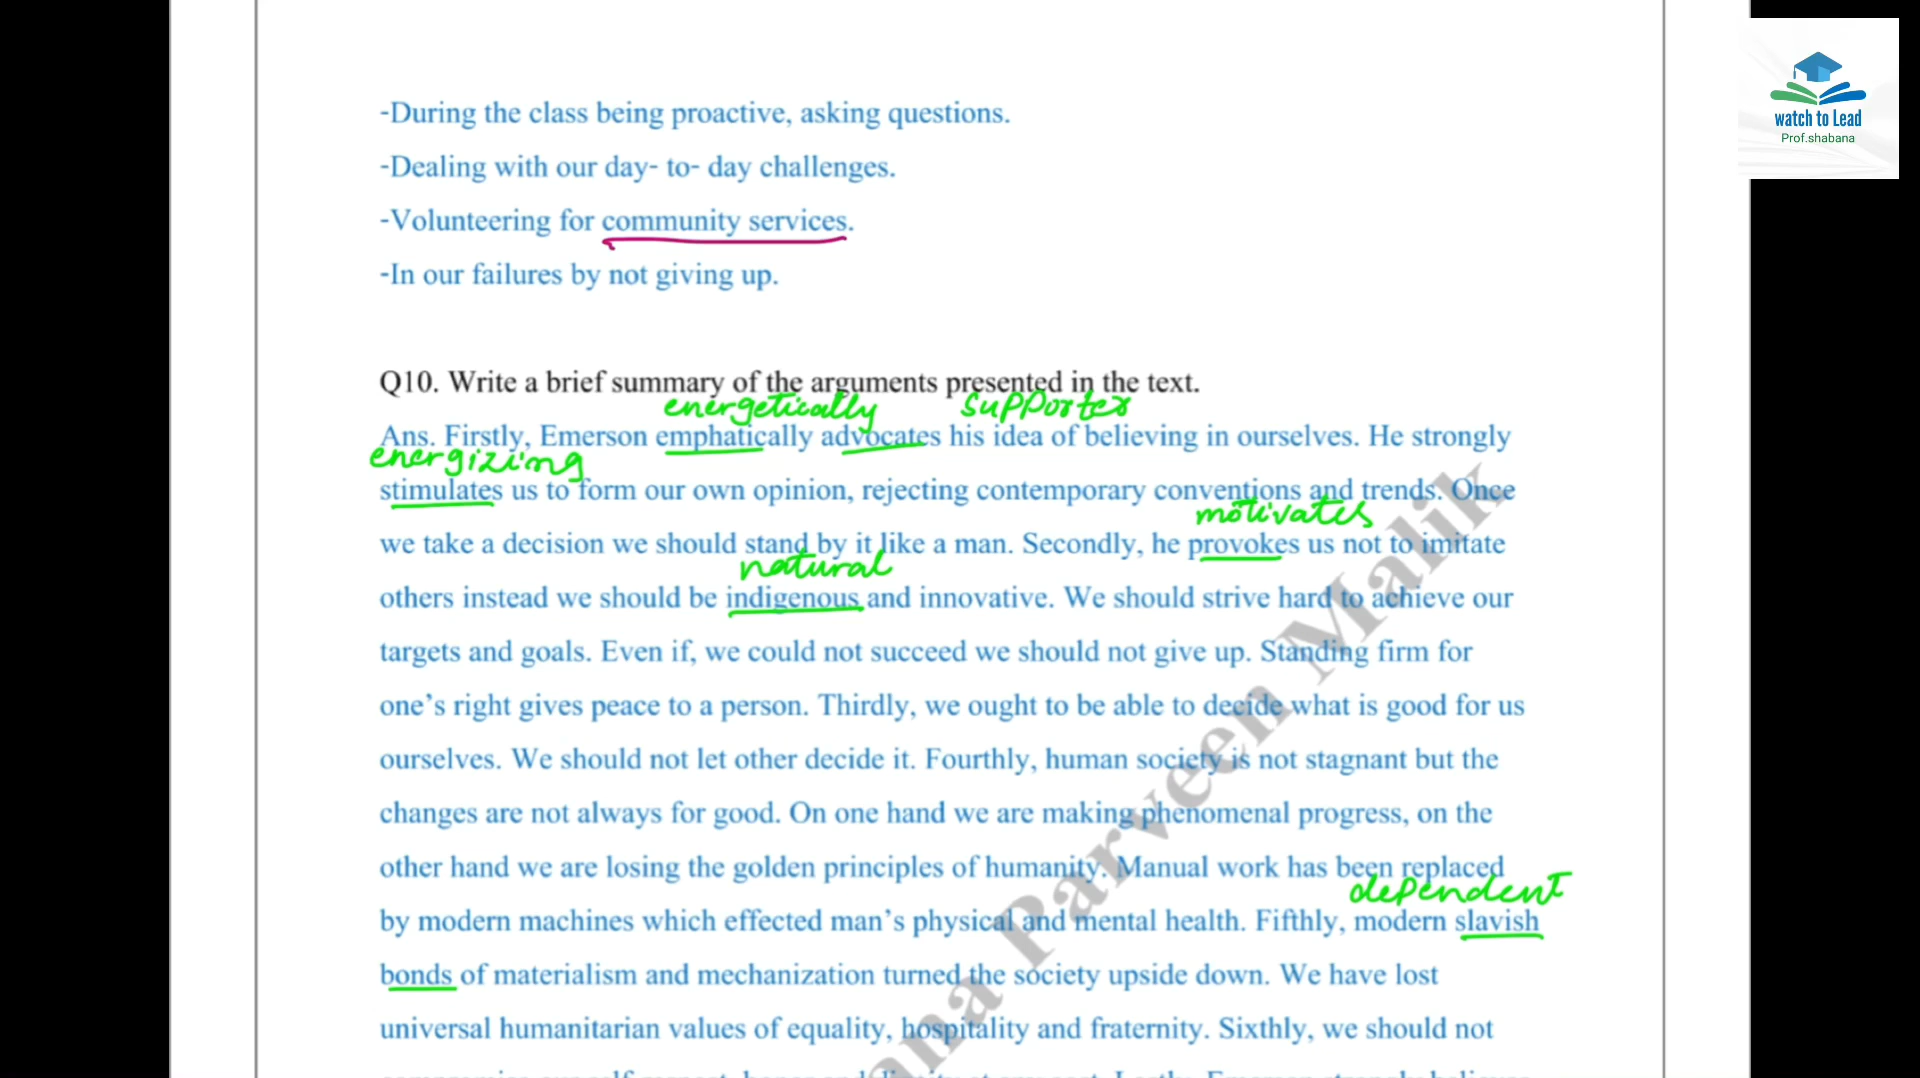 watch to Lead
Prof.shabana
-During the class being proactive, asking questions.
-Dealing with our day- to- day challenges.
-Volunteering for community services.
-In our failures by not giving up.
Q10. Write a brief summary of the arguments presented in the text.
energetically supporter
Ans. Firstly, Emerson emphatically advocates his idea of believing in ourselves. He strongly
energizing
stimulates us to form our own opinion, rejecting contemporary conventions and trends. Once
motivates
we take a decision we should stand by it like a man. Secondly, he provokes us not to imitate
natural
others instead we should be indigenous and innovative. We should strive hard to achieve our
targets and goals. Even if, we could not succeed we should not give up. Standing firm for
one's right gives peace to a person. Thirdly, we ought to be able to decide what is good for us
ourselves. We should not let other decide it. Fourthly, human society is not stagnant but the
changes are not always for good. On one hand we are making phenomenal progress, on the
other hand we are losing the golden principles of humanity. Manual work has been replaced
dependent
by modern machines which effected man's physical and mental health. Fifthly, modern slavish
bonds of materialism and mechanization turned the society upside down. We have lost
universal humanitarian values of equality, hospitality and fraternity. Sixthly, we should not
ana Parveen Malik